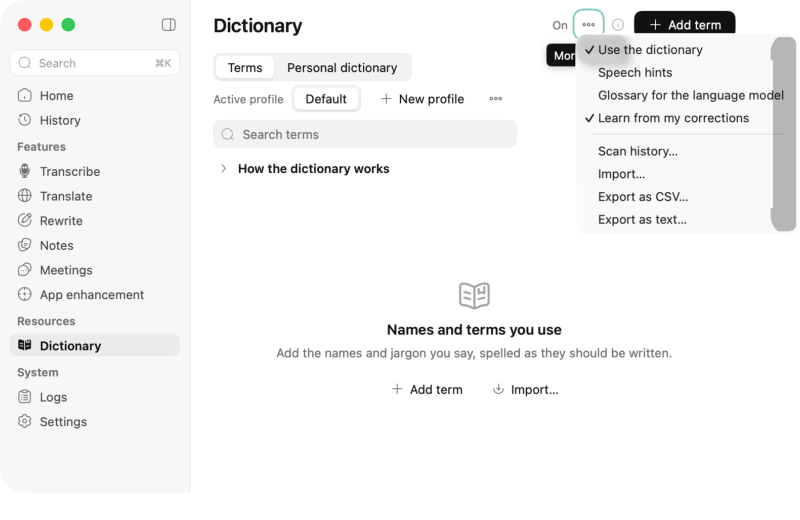 Dictionary
On
Add term
Search
⌘K
Home
History
Features
Transcribe
Translate
Rewrite
Notes
Meetings
App enhancement
Resources
Dictionary
System
Logs
Settings
Terms
Personal dictionary
Active profile
Default
New profile
Search terms
How the dictionary works
✓ Use the dictionary
Speech hints
Glossary for the language model
✓ Learn from my corrections
Scan history...
Import...
Export as CSV...
Export as text...
Names and terms you use
Add the names and jargon you say, spelled as they should be written.
Add term
Import...